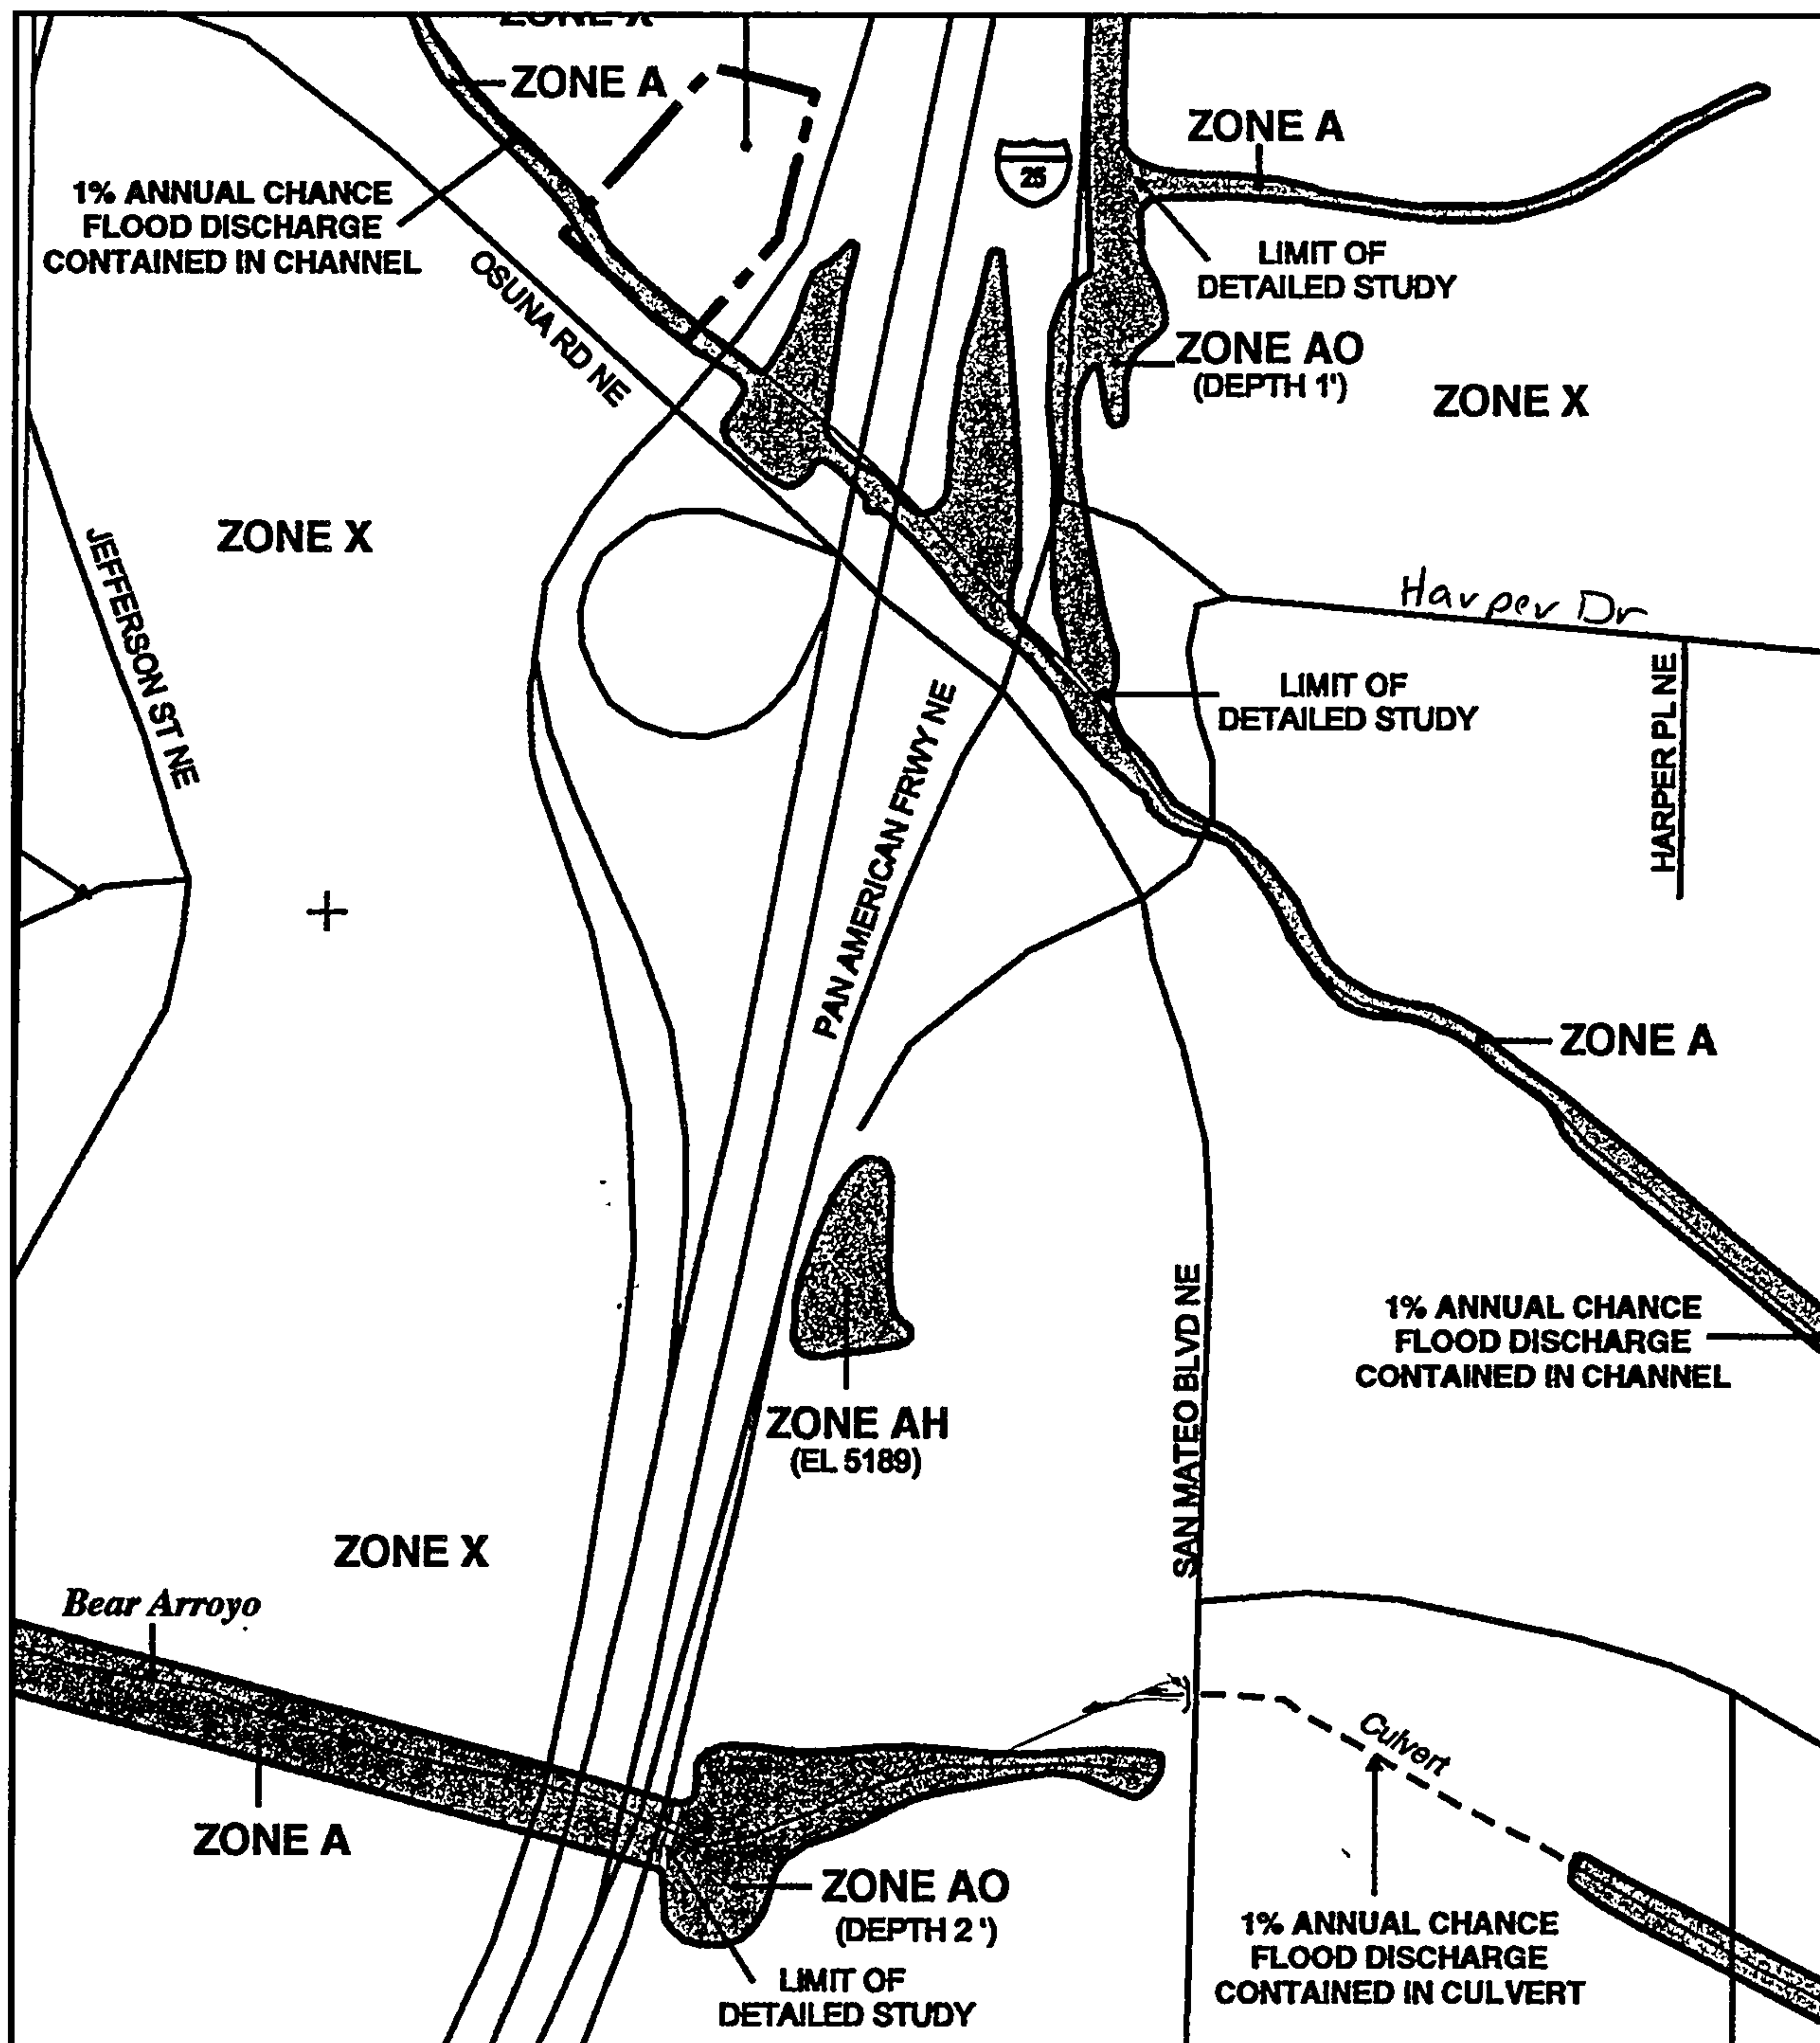 ZONE X
ZONE A
ZONE A
25
1% ANNUAL CHANCE
FLOOD DISCHARGE
CONTAINED IN CHANNEL
LIMIT OF
DETAILED STUDY
OSUNA RD NE
ZONE AO
(DEPTH 1')
ZONE X
ZONE X
JEFFERSON ST NE
Harper Dr
HARPER PL NE
LIMIT OF
DETAILED STUDY
PAN AMERICAN FRWY NE
ZONE A
SAN MATEO BLVD NE
1% ANNUAL CHANCE
FLOOD DISCHARGE
CONTAINED IN CHANNEL
ZONE AH
(EL 5189)
ZONE X
Bear Arroyo
Culvert
ZONE A
ZONE AO
(DEPTH 2')
1% ANNUAL CHANCE
FLOOD DISCHARGE
CONTAINED IN CULVERT
LIMIT OF
DETAILED STUDY